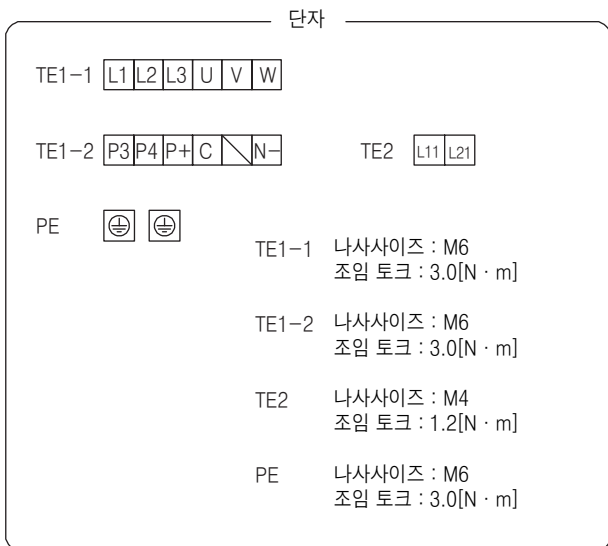 단자
TE1-1 L1 L2 L3 U V W
TE1-2 P3 P4 P+ C N- TE2 L11 L21
PE
TE1-1 나사사이즈 : M6
조임 토크 : 3.0[N · m]
TE1-2 나사사이즈 : M6
조임 토크 : 3.0[N · m]
TE2 나사사이즈 : M4
조임 토크 : 1.2[N · m]
PE 나사사이즈 : M6
조임 토크 : 3.0[N · m]